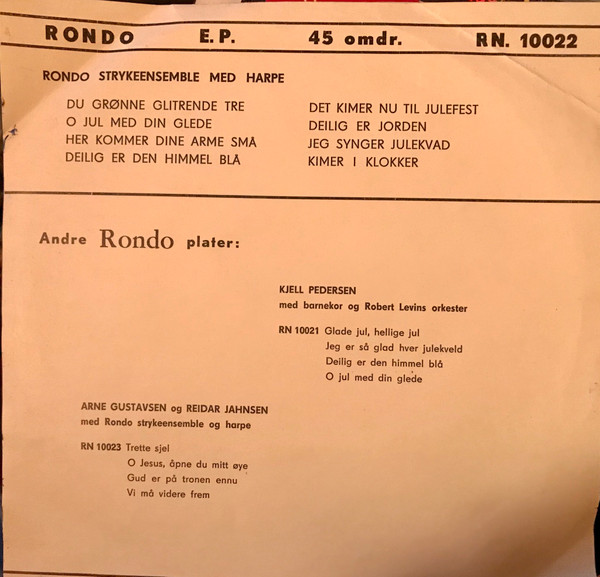 RONDO E.P. 45 omdr. RN. 10022
RONDO STRYKEENSEMBLE MED HARPE
DU GRØNNE GLITRENDE TRE
O JUL MED DIN GLEDE
HER KOMMER DINE ARME SMÅ
DEILIG ER DEN HIMMEL BLÅ
DET KIMER NU TIL JULEFEST
DEILIG ER JORDEN
JEG SYNGER JULEKVAD
KIMER I KLOKKER
Andre Rondo plater:
KJELL PEDERSEN
med barnekor og Robert Levins orkester
RN 10021 Glade jul, hellige jul
Jeg er så glad hver julekveld
Deilig er den himmel blå
O jul med din glede
ARNE GUSTAVSEN og REIDAR JAHNSEN
med Rondo strykeensemble og harpe
RN 10023 Trette sjel
O Jesus, åpne du mitt øye
Gud er på tronen ennu
Vi må videre frem